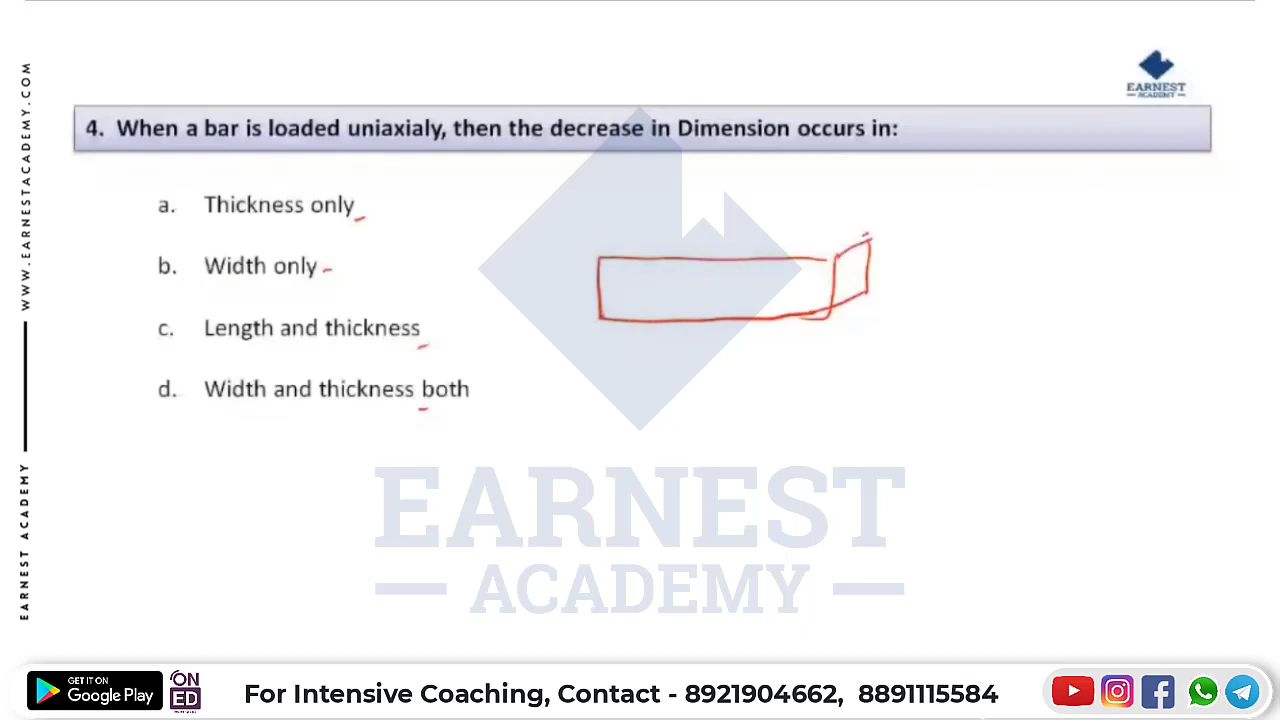 WWW.EARNESTACADEMY.COM
EARNEST ACADEMY
EARNEST
ACADEMY
4. When a bar is loaded uniaxialy, then the decrease in Dimension occurs in:
a. Thickness only
b. Width only
c. Length and thickness
d. Width and thickness both
EARNEST
ACADEMY
GET IT ON
Google Play
ON
ED
For Intensive Coaching, Contact - 8921904662, 8891115584